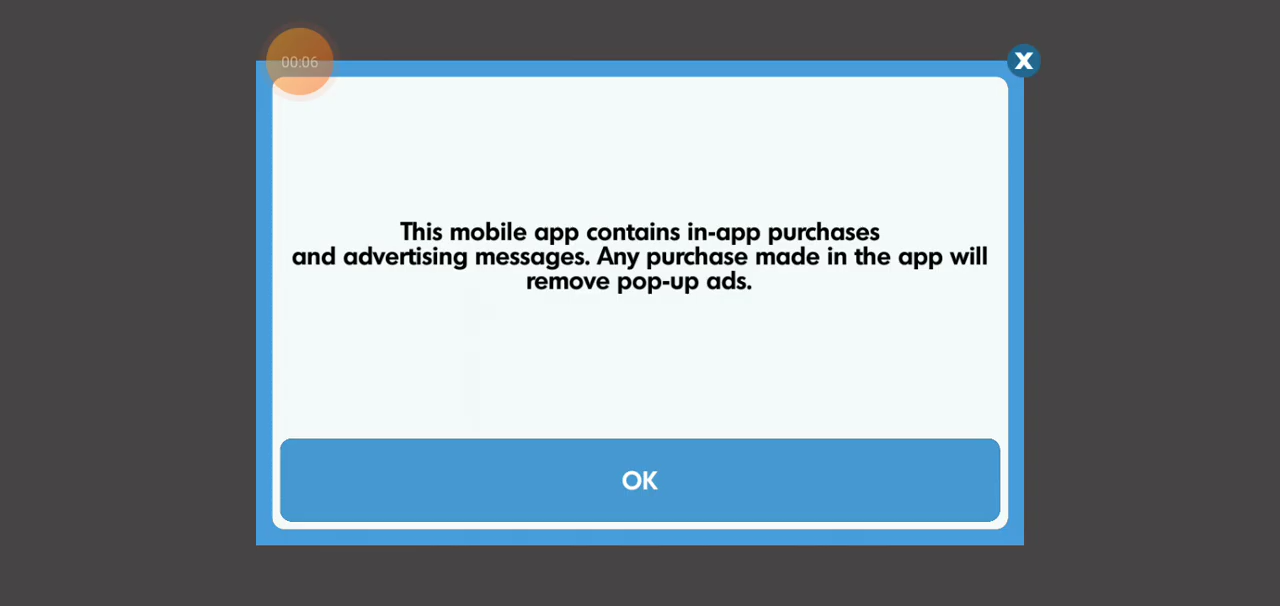 00:06
X
This mobile app contains in-app purchases
and advertising messages. Any purchase made in the app will
remove pop-up ads.
OK